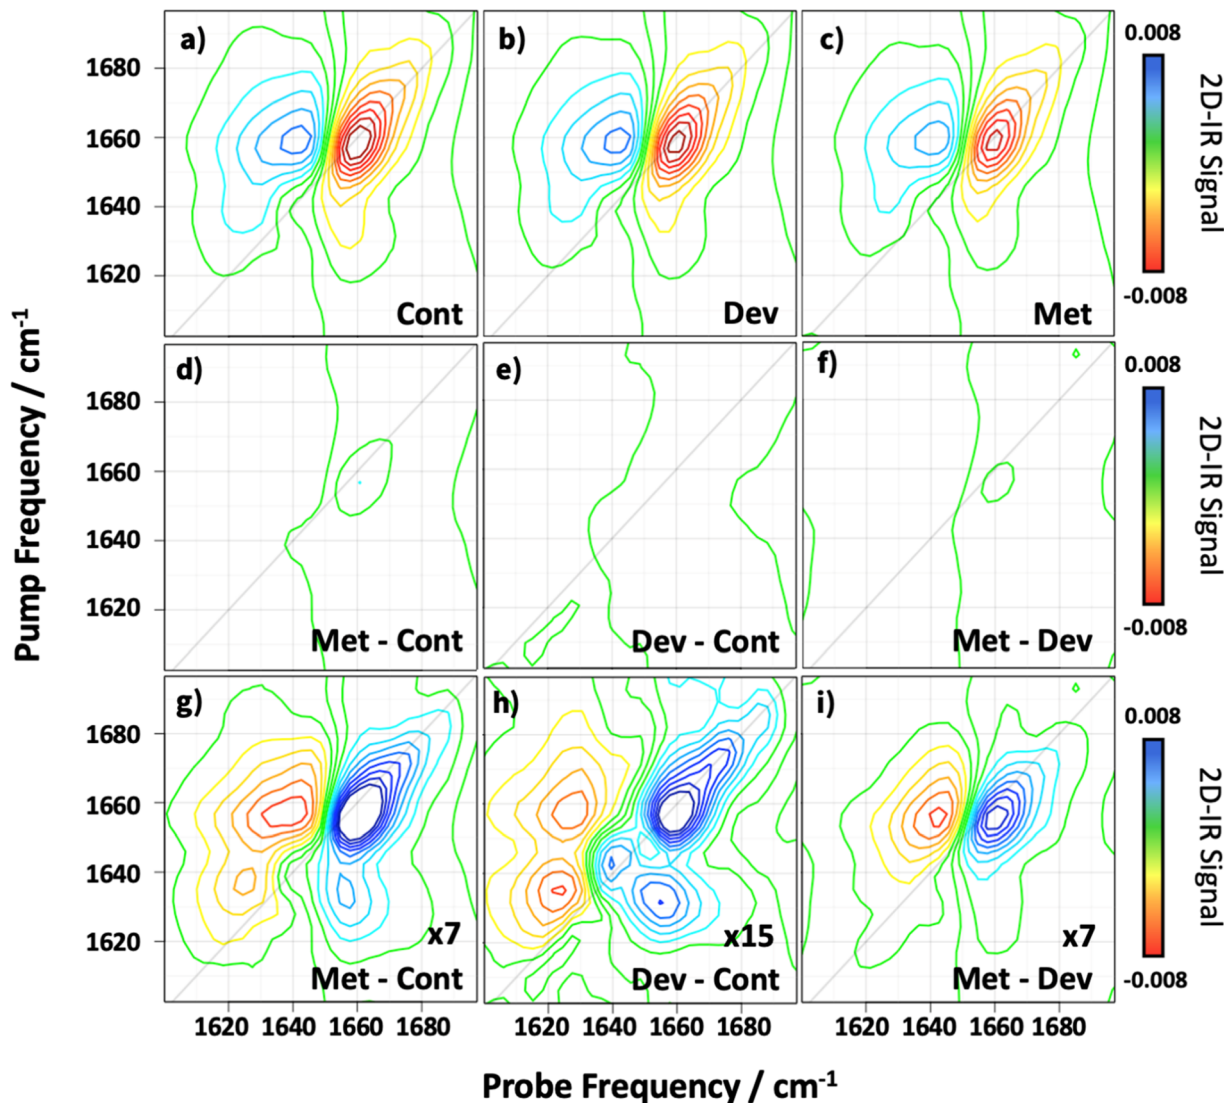 a)
b)
c)
0.008
2D-IR Signal
-0.008
1680
1660
1640
1620
Cont
Dev
Met
d)
e)
f)
0.008
2D-IR Signal
-0.008
1680
1660
1640
1620
Met - Cont
Dev - Cont
Met - Dev
Pump Frequency / cm-1
g)
h)
i)
0.008
2D-IR Signal
-0.008
1680
1660
1640
1620
x7
x15
x7
Met - Cont
Dev - Cont
Met - Dev
1620 1640 1660 1680
1620 1640 1660 1680
1620 1640 1660 1680
Probe Frequency / cm-1